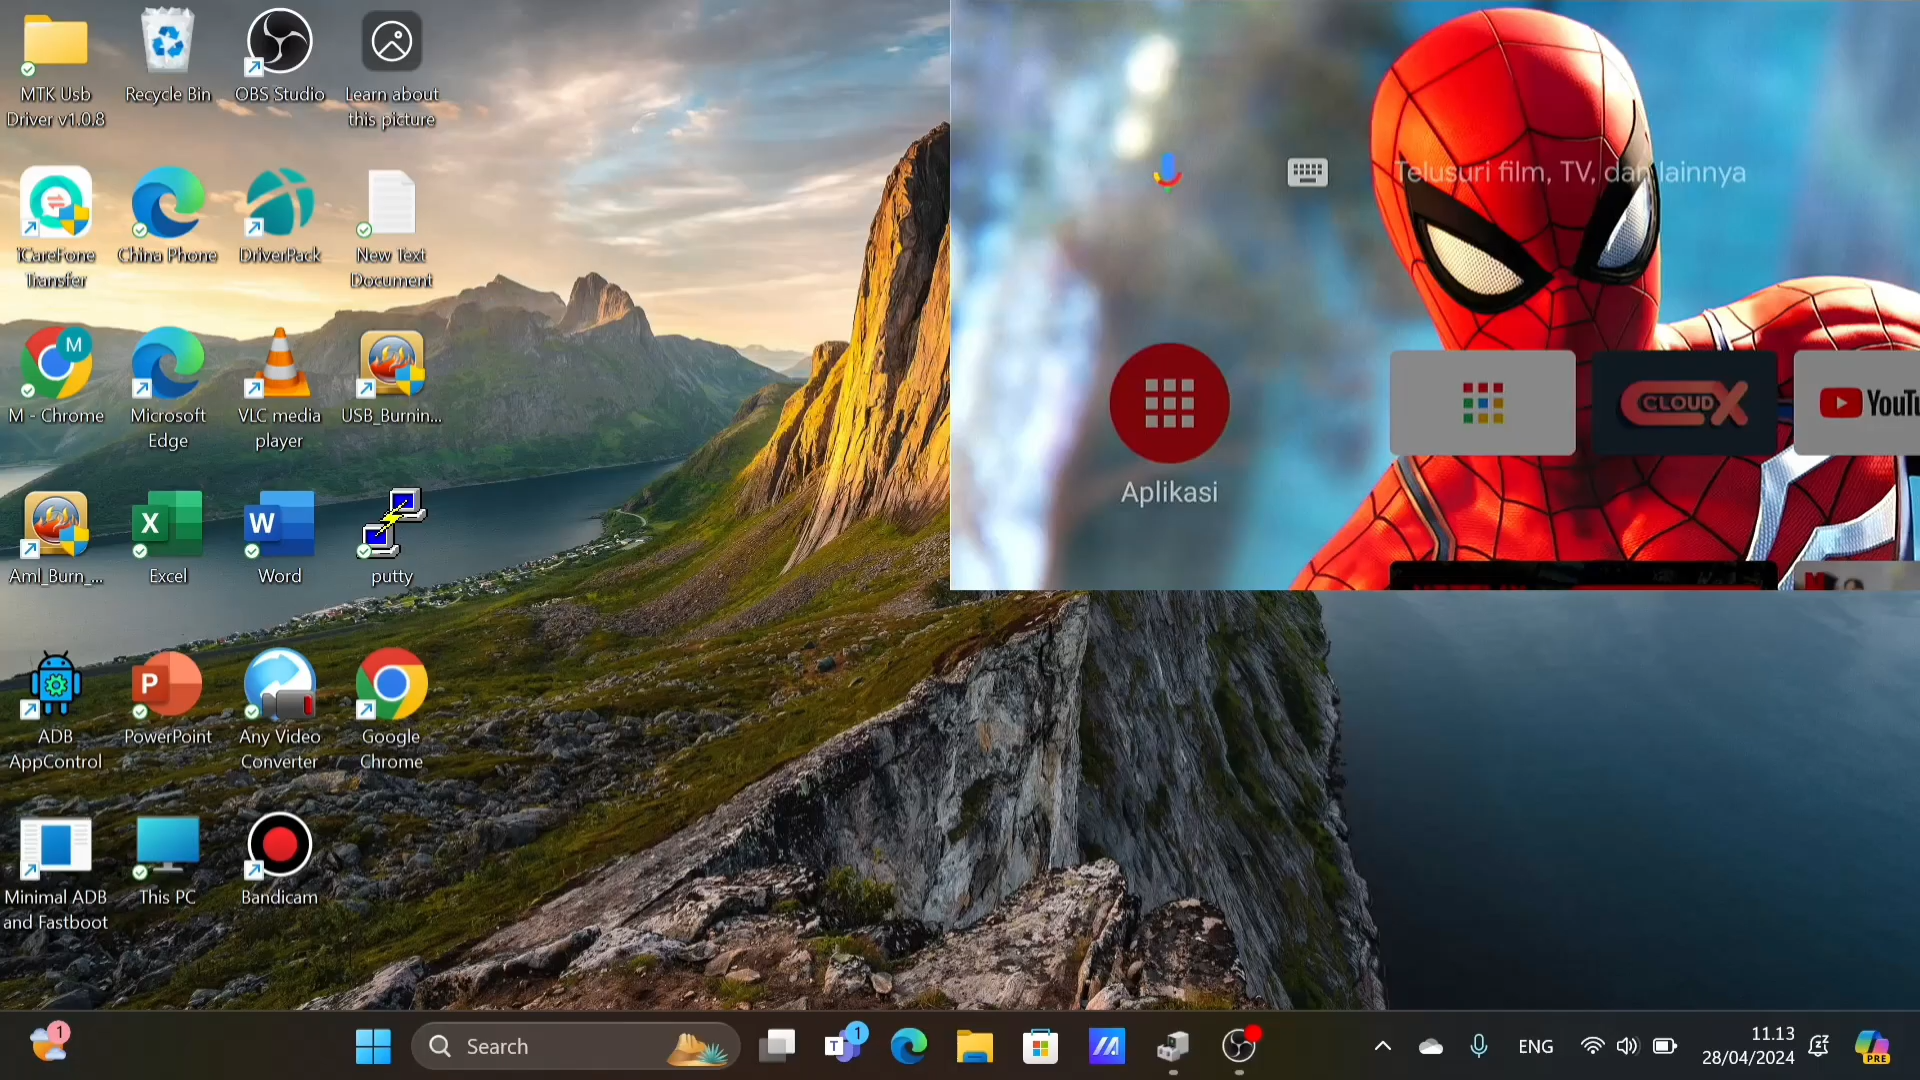 MTK Usb
Driver v1.0.8
Recycle Bin
OBS Studio
Learn about
this picture
iCareFone
Transfer
China Phone
DriverPack
New Text
Document
M
M - Chrome
Microsoft
Edge
VLC media
player
USB_Burnin...
Aml_Burn_...
X
Excel
W
Word
putty
ADB
AppControl
P
PowerPoint
Any Video
Converter
Google
Chrome
Minimal ADB
and Fastboot
This PC
Bandicam
Telusuri film, TV, dan lainnya
Aplikasi
CLOUDX
YouTu
1
Search
T
1
ENG
11.13
28/04/2024
PRE